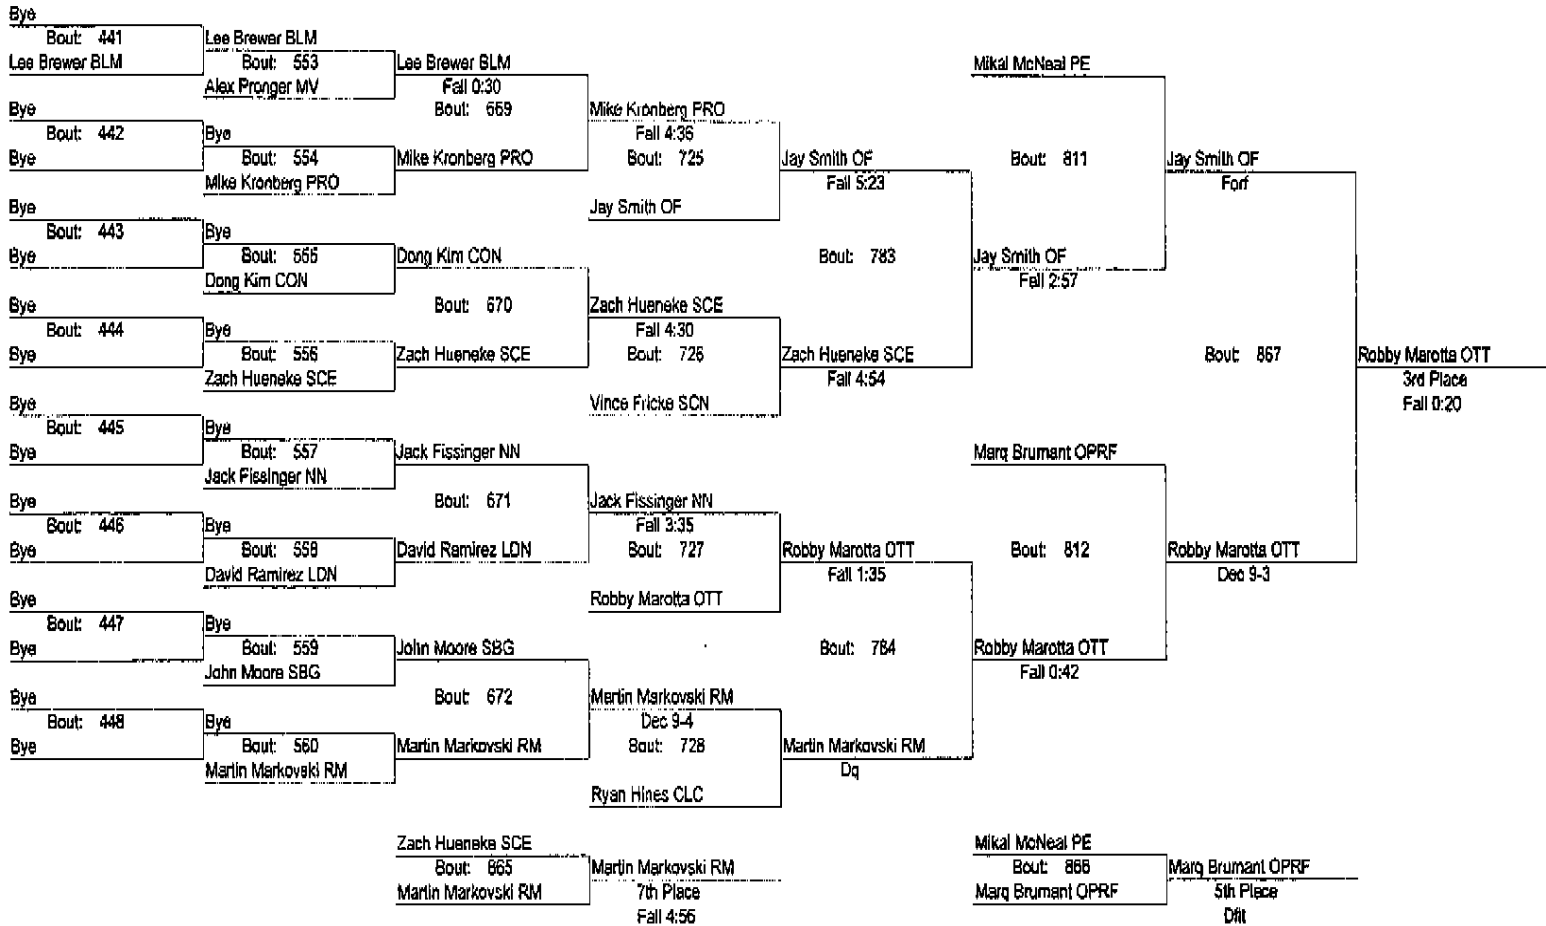 Bye
Bout: 441
Lee Brewer BLM
Bye
Bout: 442
Bye
Bye
Bout: 443
Bye
Bye
Bout: 444
Bye
Bye
Bout: 445
Bye
Bye
Bout: 446
Bye
Bye
Bout: 447
Bye
Bye
Bout: 448
Bye
Lee Brewer BLM
Bout: 553
Alex Pronger MV
Bye
Bout: 554
Mike Kronberg PRO
Bye
Bout: 555
Dong Kim CON
Bye
Bout: 556
Zach Hueneke SCE
Bye
Bout: 557
Jack Fissinger NN
Bye
Bout: 558
David Ramirez LDN
Bye
Bout: 559
John Moore SBG
Bye
Bout: 560
Martin Markovski RM
Lee Brewer BLM
Fall 0:30
Bout: 669
Mike Kronberg PRO
Dong Kim CON
Bout: 670
Zach Hueneke SCE
Jack Fissinger NN
Bout: 671
David Ramirez LDN
John Moore SBG
Bout: 672
Martin Markovski RM
Mike Kronberg PRO
Fall 4:36
Bout: 725
Jay Smith OF
Zach Hueneke SCE
Fall 4:30
Bout: 726
Vince Fricke SCN
Jack Fissinger NN
Fall 3:35
Bout: 727
Robby Marotta OTT
Martin Markovski RM
Dec 9-4
Bout: 728
Ryan Hines CLC
Jay Smith OF
Fall 5:23
Bout: 783
Zach Hueneke SCE
Fall 4:54
Robby Marotta OTT
Fall 1:35
Bout: 784
Martin Markovski RM
Dq
Mikal McNeal PE
Bout: 811
Jay Smith OF
Fall 2:57
Marq Brumant OPRF
Bout: 812
Robby Marotta OTT
Fall 0:42
Jay Smith OF
Forf
Bout: 867
Robby Marotta OTT
Dec 9-3
Robby Marotta OTT
3rd Place
Fall 0:20
Zach Hueneke SCE
Bout: 865
Martin Markovski RM
Martin Markovski RM
7th Place
Fall 4:56
Mikal McNeal PE
Bout: 866
Marq Brumant OPRF
Marq Brumant OPRF
5th Place
Dflt